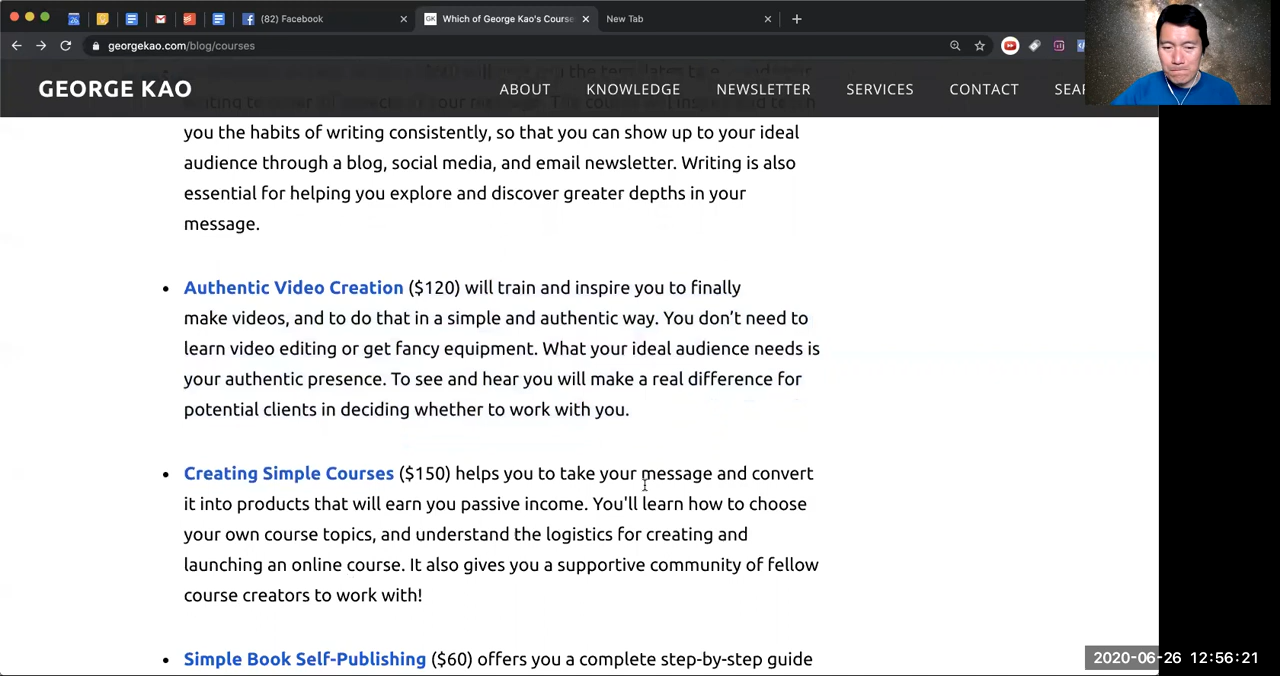 (82) Facebook
GK Which of George Kao's Course
New Tab
georgekao.com/blog/courses
GEORGE KAO
ABOUT KNOWLEDGE NEWSLETTER SERVICES CONTACT SEAR
you the habits of writing consistently, so that you can show up to your ideal
audience through a blog, social media, and email newsletter. Writing is also
essential for helping you explore and discover greater depths in your
message.
• Authentic Video Creation ($120) will train and inspire you to finally
make videos, and to do that in a simple and authentic way. You don’t need to
learn video editing or get fancy equipment. What your ideal audience needs is
your authentic presence. To see and hear you will make a real difference for
potential clients in deciding whether to work with you.
• Creating Simple Courses ($150) helps you to take your message and convert
it into products that will earn you passive income. You'll learn how to choose
your own course topics, and understand the logistics for creating and
launching an online course. It also gives you a supportive community of fellow
course creators to work with!
• Simple Book Self-Publishing ($60) offers you a complete step-by-step guide
2020-06-26 12:56:21